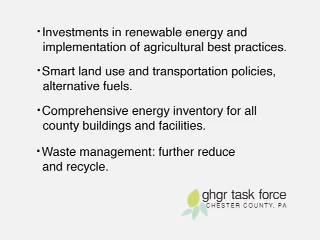 ·Investments in renewable energy and
implementation of agricultural best practices.
·Smart land use and transportation policies,
alternative fuels.
·Comprehensive energy inventory for all
county buildings and facilities.
·Waste management: further reduce
and recycle.
ghgr task force
CHESTER COUNTY, PA